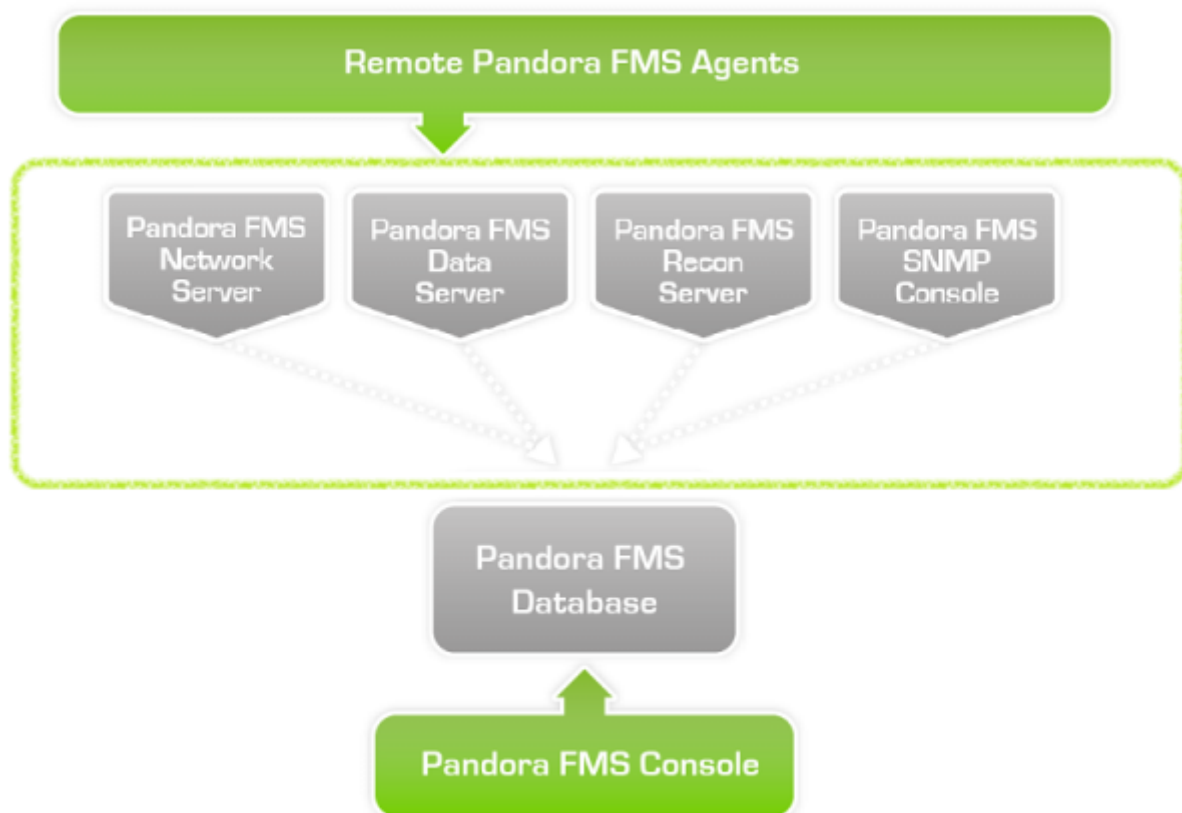 Remote Pandora FMS Agents
Pandora FMS
Network
Server
Pandora FMS
Data
Server
Pandora FMS
Recon
Server
Pandora FMS
SNMP
Console
Pandora FMS
Database
Pandora FMS Console